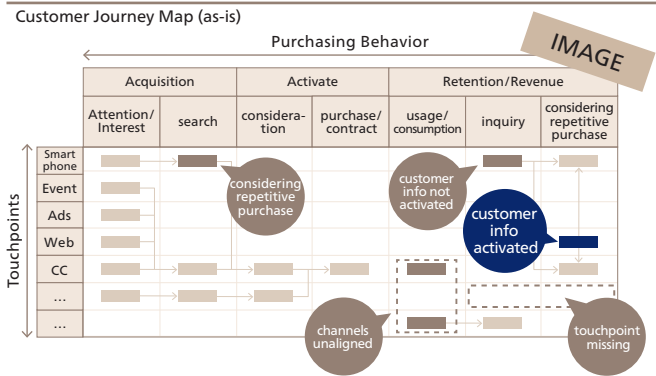 Customer Journey Map (as-is)
IMAGE
Purchasing Behavior
Acquisition
Activate
Retention/Revenue
Attention/
Interest
search
considera-
tion
purchase/
contract
usage/
consumption
inquiry
considering
repetitive
purchase
Touchpoints
Smart
phone
Event
Ads
Web
CC
...
...
considering
repetitive
purchase
customer
info not
activated
customer
info
activated
channels
unaligned
touchpoint
missing